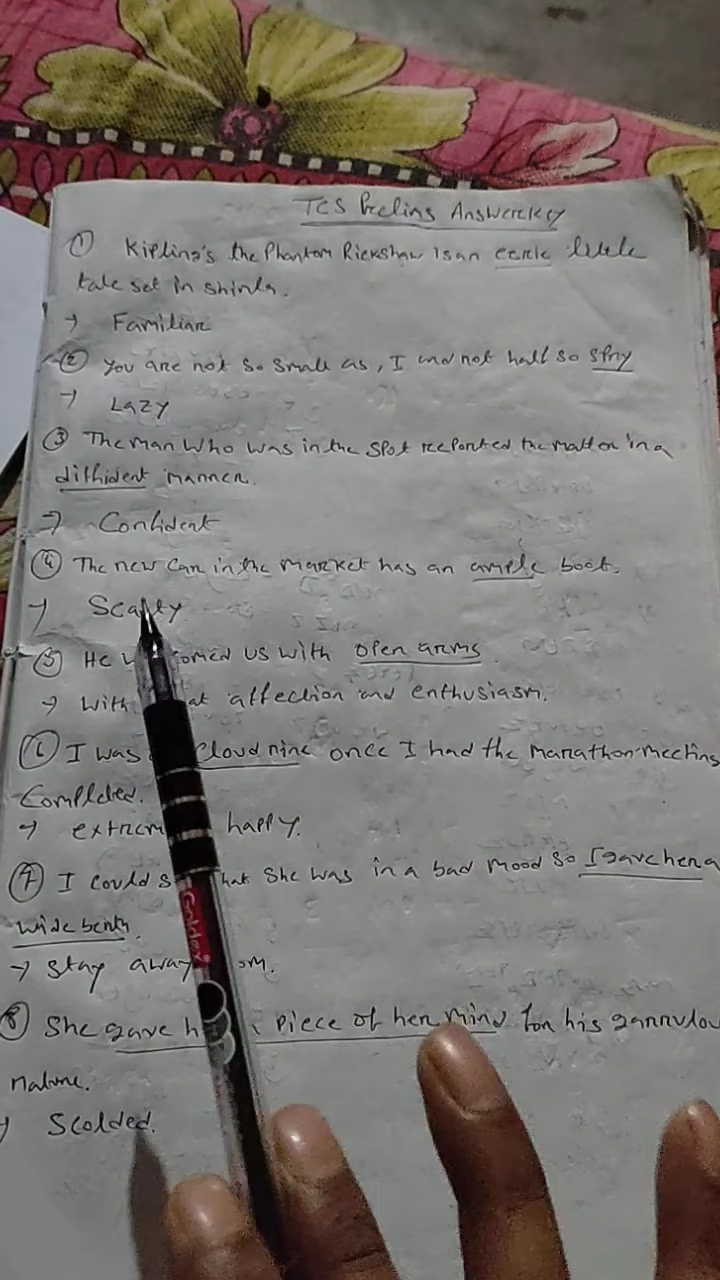 TCS Prelims Answerkey
① Kipling's the Phantom Rickshaw is an eerie little
tale set in Shimla.
→ Familiar
② You are not so small as, I and not half so spry
→ Lazy
③ The man who was in the spot reported the matter in a
diffident manner.
→ Confident
④ The new car in the market has an ample boot.
→ Scanty
⑤ He us with open arms
→ with affection and enthusiasm.
⑥ I was Cloud nine once I had the marathon meeting
Completed.
→ happy.
⑦ I could she was in a bad mood so I gave her a
wide berth.
→ stay away
⑧ She gave piece of her mind for his garrulou
nature.
→ Scolded.
Goldex